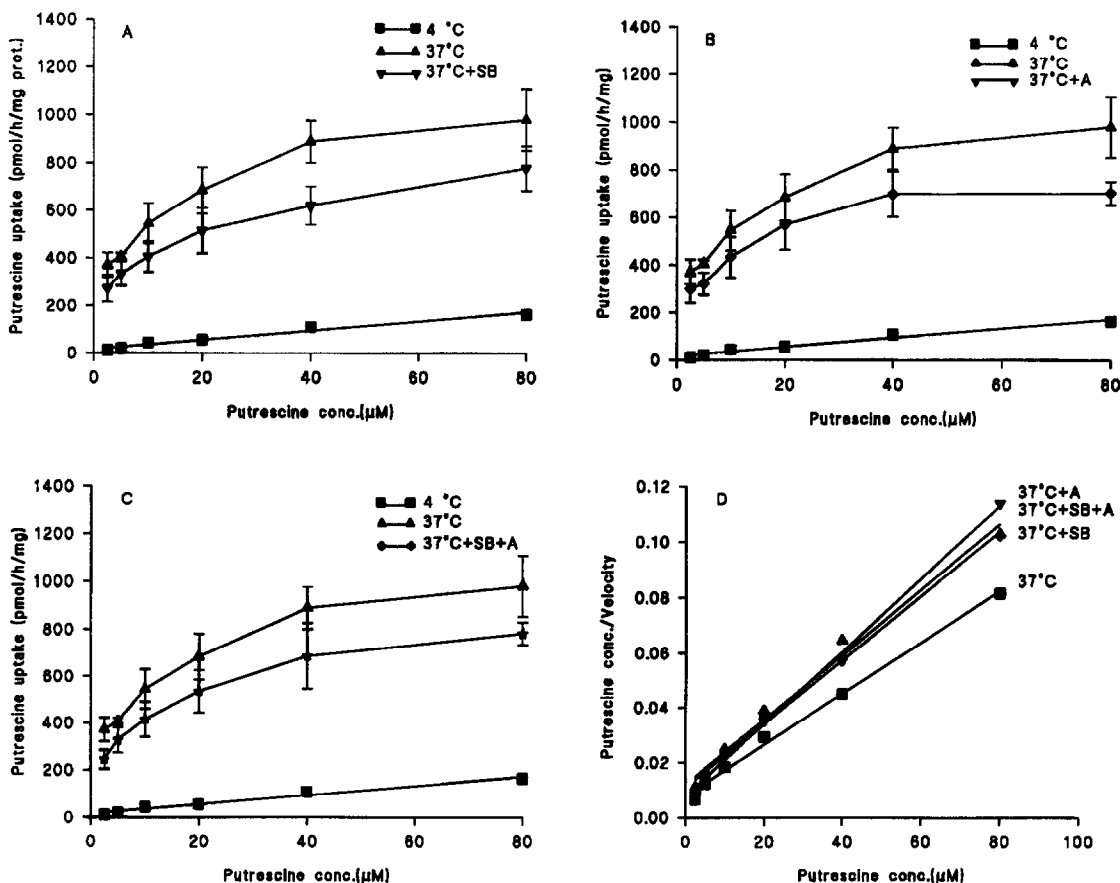 A
1400
1200
1000
800
600
400
200
0
Putrescine uptake (pmol/h/mg prot.)
4 °C
37°C
37°C+SB
0 20 40 60 80
Putrescine conc.(µM)
B
1400
1200
1000
800
600
400
200
0
Putrescine uptake (pmol/h/mg)
4 °C
37°C
37°C+A
0 20 40 60 80
Putrescine conc.(µM)
C
1400
1200
1000
800
600
400
200
0
Putrescine uptake (pmol/h/mg)
4 °C
37°C
37°C+SB+A
0 20 40 60 80
Putrescine conc.(µM)
D
0.12
0.10
0.08
0.06
0.04
0.02
0.00
Putrescine conc./Velocity
37°C+A
37°C+SB+A
37°C+SB
37°C
0 20 40 60 80 100
Putrescine conc.(µM)